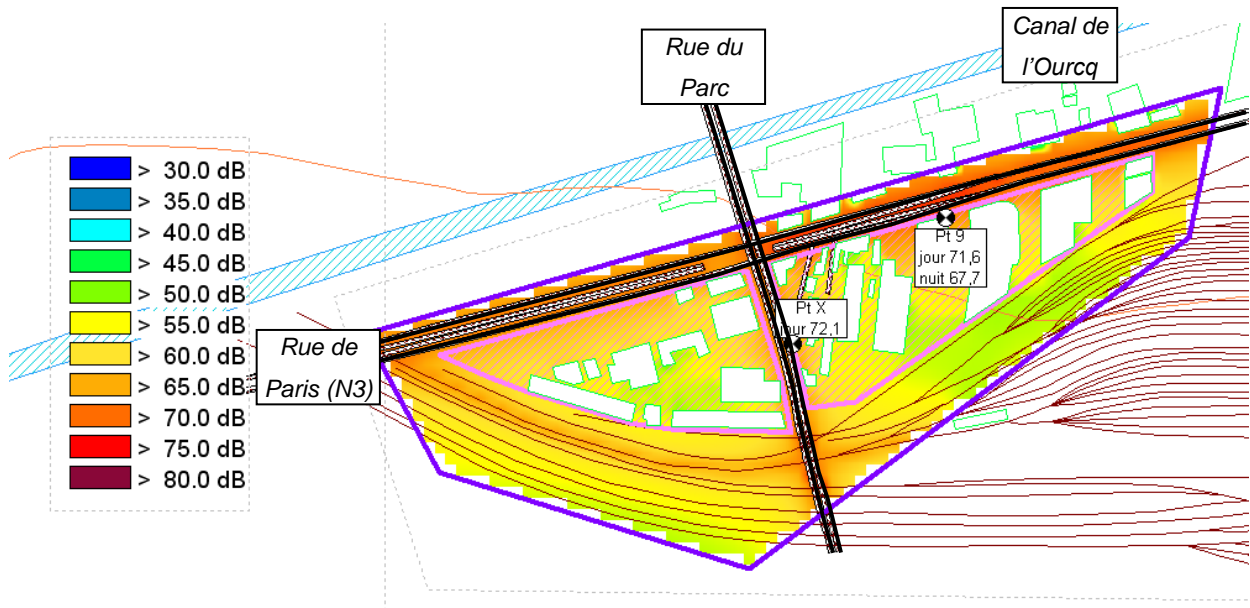 Rue du
Parc
Canal de
l'Ourcq
> 30.0 dB
> 35.0 dB
> 40.0 dB
> 45.0 dB
> 50.0 dB
> 55.0 dB
> 60.0 dB
> 65.0 dB
> 70.0 dB
> 75.0 dB
> 80.0 dB
Pt 9
jour 71,6
nuit 67,7
Pt X
jour 72,1
Rue de
Paris (N3)